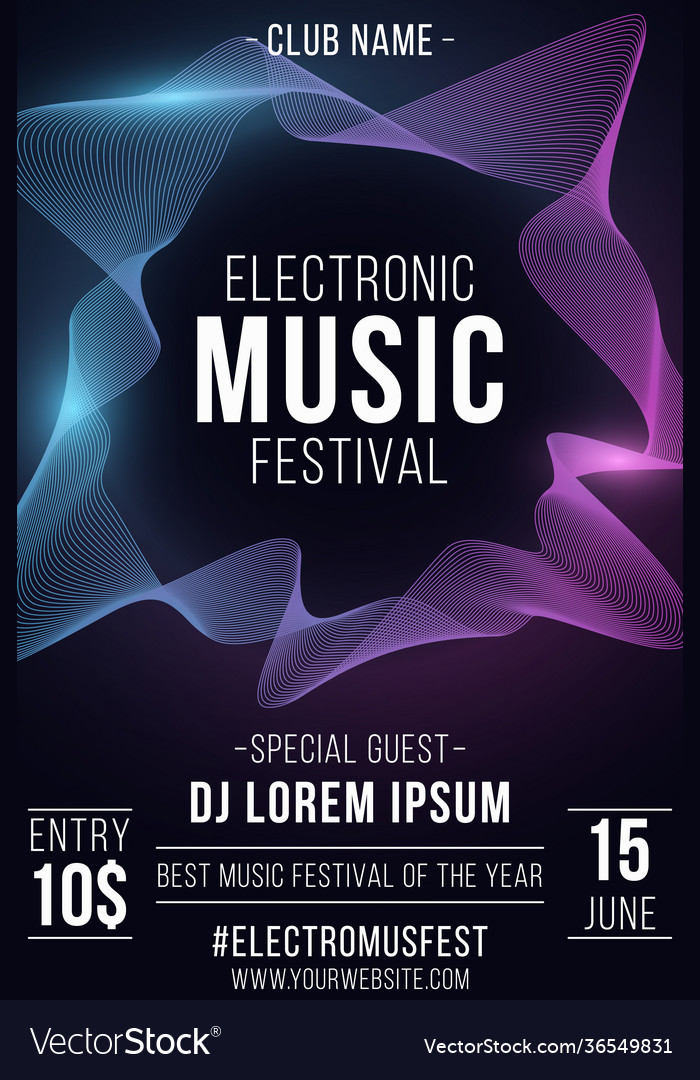 - CLUB NAME -
ELECTRONIC
MUSIC
FESTIVAL
-SPECIAL GUEST-
DJ LOREM IPSUM
ENTRY
10$
BEST MUSIC FESTIVAL OF THE YEAR
15
JUNE
#ELECTROMUSFEST
WWW.YOURWEBSITE.COM
VectorStock®
VectorStock.com/36549831